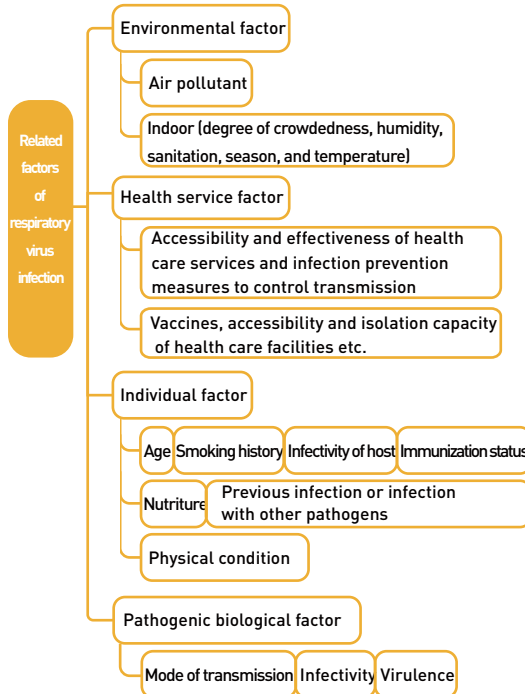 Related
factors
of
respiratory
virus
infection
Environmental factor
Air pollutant
Indoor (degree of crowdedness, humidity,
sanitation, season, and temperature)
Health service factor
Accessibility and effectiveness of health
care services and infection prevention
measures to control transmission
Vaccines, accessibility and isolation capacity
of health care facilities etc.
Individual factor
Age Smoking history Infectivity of host Immunization status
Nutriture Previous infection or infection
with other pathogens
Physical condition
Pathogenic biological factor
Mode of transmission Infectivity Virulence